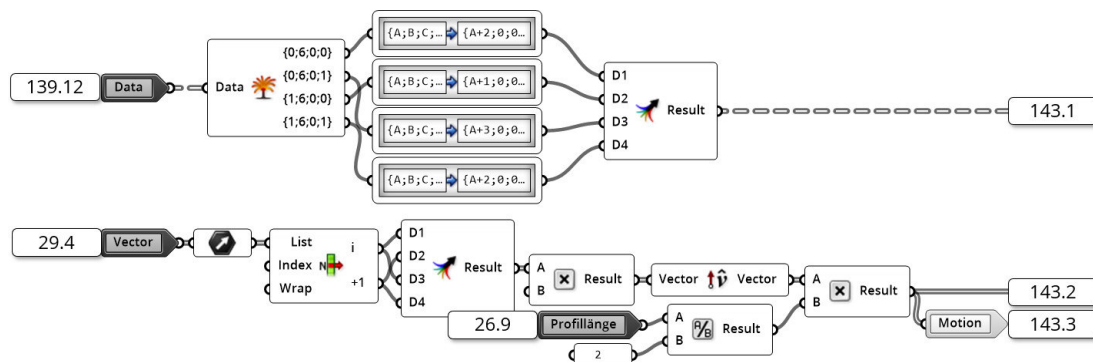 139.12
Data
Data
{0;6;0;0}
{0;6;0;1}
{1;6;0;0}
{1;6;0;1}
{A;B;C;… {A+2;0;0…
{A;B;C;… {A+1;0;0…
{A;B;C;… {A+3;0;0…
{A;B;C;… {A+2;0;0…
D1
D2
D3
D4
Result
143.1
29.4
Vector
List
Index
Wrap
N
i
+1
D1
D2
D3
D4
Result
A
B
Result
Vector
v̂
Vector
A
B
Result
143.2
26.9
Profillänge
A
B
A/B
Result
2
Motion
143.3